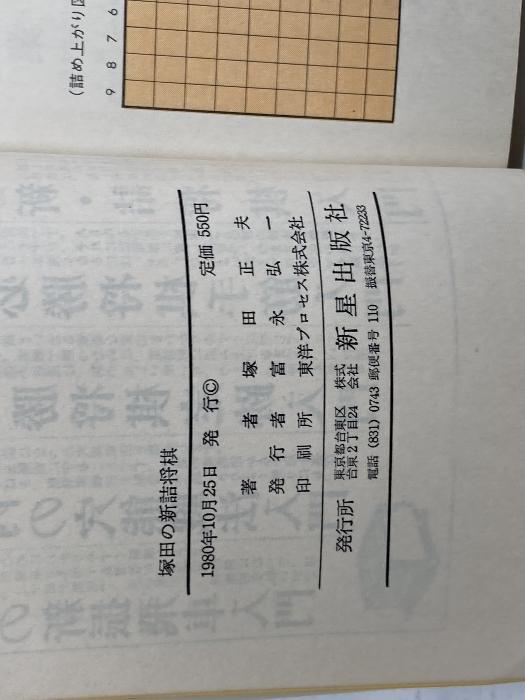 (詰め上がり図
9 8 7 6
塚田の新詰将棋
1980年10月25日 発行© 定価 550円
著者 塚田正夫
発行者 富永弘一
印刷所 東洋プロセス株式会社
発行所 東京都台東区台東2丁目24 株式会社 新星出版社
電話 (831) 0743 郵便番号 110 振替東京4-72233